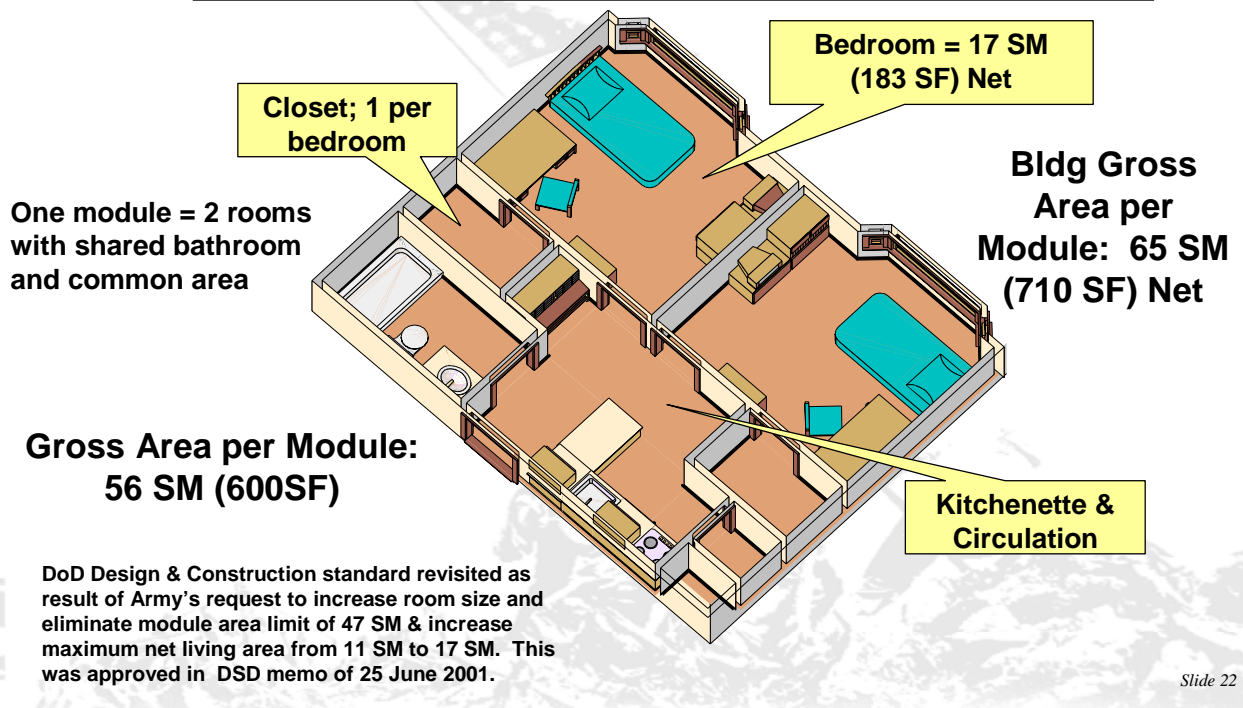 Bedroom = 17 SM
(183 SF) Net
Closet; 1 per
bedroom
One module = 2 rooms
with shared bathroom
and common area
Bldg Gross
Area per
Module:  65 SM
(710 SF) Net
Gross Area per Module:
56 SM (600SF)
Kitchenette &
Circulation
DoD Design & Construction standard revisited as
result of Army's request to increase room size and
eliminate module area limit of 47 SM & increase
maximum net living area from 11 SM to 17 SM.  This
was approved in  DSD memo of 25 June 2001.
Slide 22